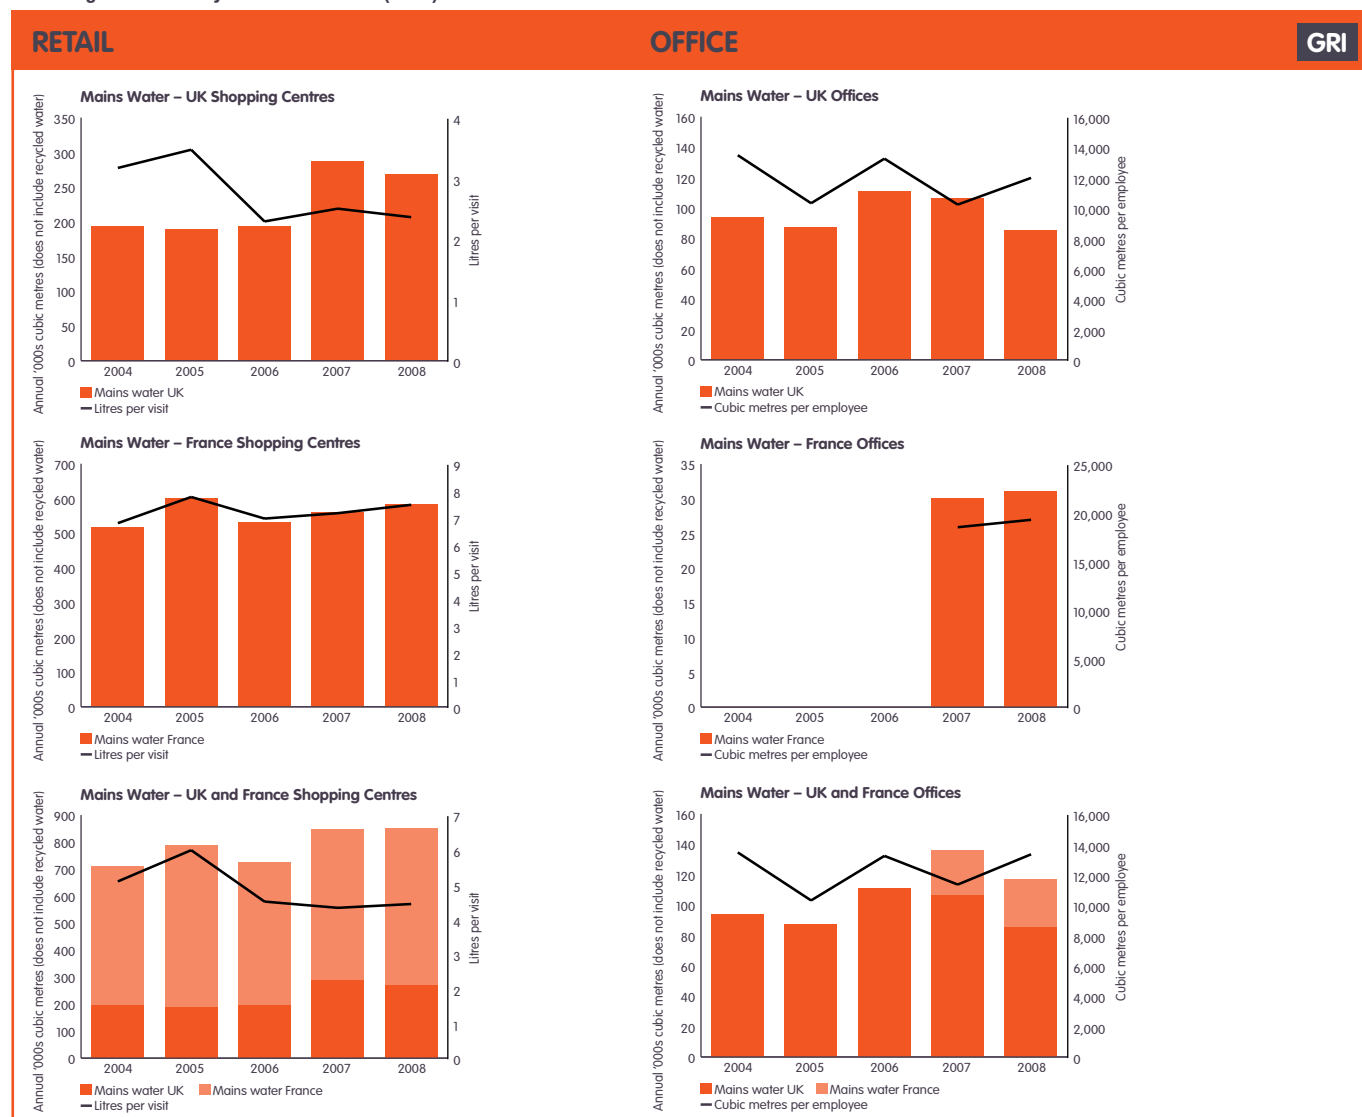 RETAIL
OFFICE
GRI
Mains Water – UK Shopping Centres
Annual '000s cubic metres (does not include recycled water)
350
300
250
200
150
100
50
0
4
3
2
1
0
Litres per visit
2004 2005 2006 2007 2008
Mains water UK
Litres per visit
Mains Water – UK Offices
Annual '000s cubic metres (does not include recycled water)
160
140
120
100
80
60
40
20
0
16,000
14,000
12,000
10,000
8,000
6,000
4,000
2,000
0
Cubic metres per employee
2004 2005 2006 2007 2008
Mains water UK
Cubic metres per employee
Mains Water – France Shopping Centres
Annual '000s cubic metres (does not include recycled water)
700
600
500
400
300
200
100
0
9
8
7
6
5
4
3
2
1
0
Litres per visit
2004 2005 2006 2007 2008
Mains water France
Litres per visit
Mains Water – France Offices
Annual '000s cubic metres (does not include recycled water)
35
30
25
20
15
10
5
0
25,000
20,000
15,000
10,000
5,000
0
Cubic metres per employee
2004 2005 2006 2007 2008
Mains water France
Cubic metres per employee
Mains Water – UK and France Shopping Centres
Annual '000s cubic metres (does not include recycled water)
900
800
700
600
500
400
300
200
100
0
7
6
5
4
3
2
1
0
Litres per visit
2004 2005 2006 2007 2008
Mains water UK Mains water France
Litres per visit
Mains Water – UK and France Offices
Annual '000s cubic metres (does not include recycled water)
160
140
120
100
80
60
40
20
0
16,000
14,000
12,000
10,000
8,000
6,000
4,000
2,000
0
Cubic metres per employee
2004 2005 2006 2007 2008
Mains water UK Mains water France
Cubic metres per employee